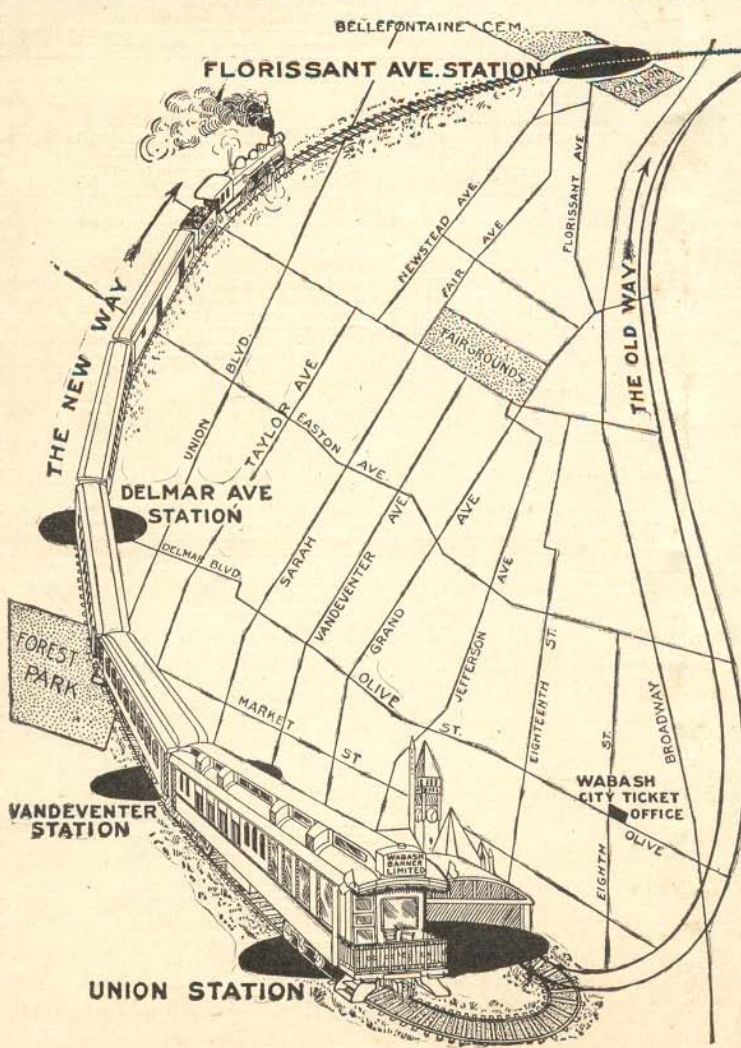 BELLEFONTAINE CEM.
FLORISSANT AVE. STATION
O'FALLON
PARK
FLORISSANT AVE
NEWSTEAD AVE
FAIR AVE
THE NEW WAY
THE OLD WAY
FAIRGROUNDS
UNION BLVD.
TAYLOR AVE
EASTON AVE.
DELMAR AVE
STATION
DELMAR BLVD.
SARAH
VANDEVENTER AVE
GRAND AVE
JEFFERSON AVE
EIGHTEENTH ST.
FOREST
PARK
OLIVE ST.
MARKET ST
BROADWAY
WABASH
CITY TICKET
OFFICE
EIGHTH ST.
OLIVE
VANDEVENTER
STATION
WABASH
BANNER
LIMITED
UNION STATION